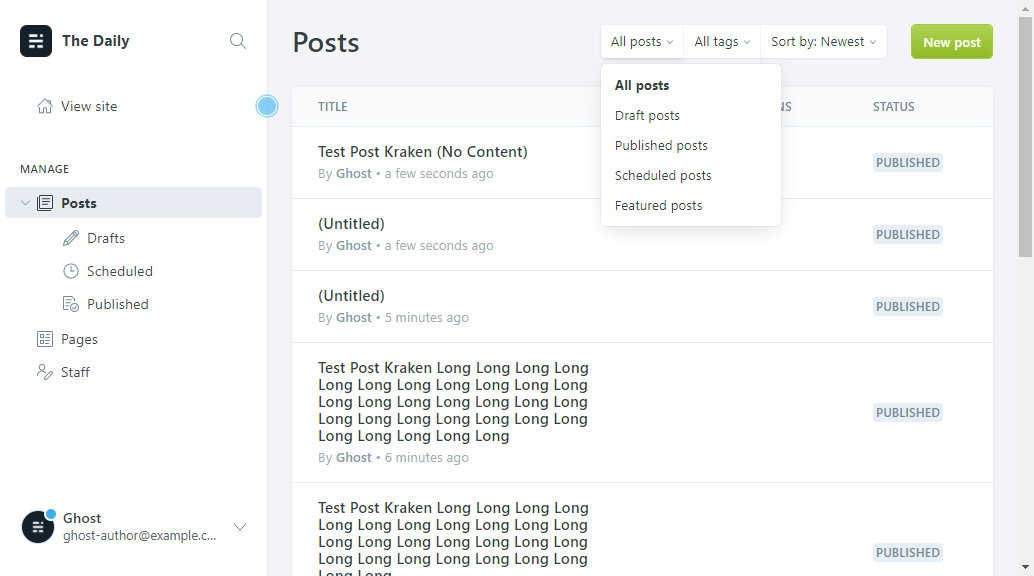 The Daily
View site
MANAGE
Posts
Drafts
Scheduled
Published
Pages
Staff
Ghost
ghost-author@example.c...
Posts
All posts
All tags
Sort by: Newest
New post
All posts
Draft posts
Published posts
Scheduled posts
Featured posts
TITLE
STATUS
Test Post Kraken (No Content)
By Ghost • a few seconds ago
PUBLISHED
(Untitled)
By Ghost • a few seconds ago
PUBLISHED
(Untitled)
By Ghost • 5 minutes ago
PUBLISHED
Test Post Kraken Long Long Long Long
Long Long Long Long Long Long Long
Long Long Long Long Long Long Long
Long Long Long Long Long Long Long
Long Long Long Long Long
By Ghost • 6 minutes ago
PUBLISHED
Test Post Kraken Long Long Long Long
Long Long Long Long Long Long Long
Long Long Long Long Long Long Long
Long Long Long Long Long Long Long
Long Long
PUBLISHED